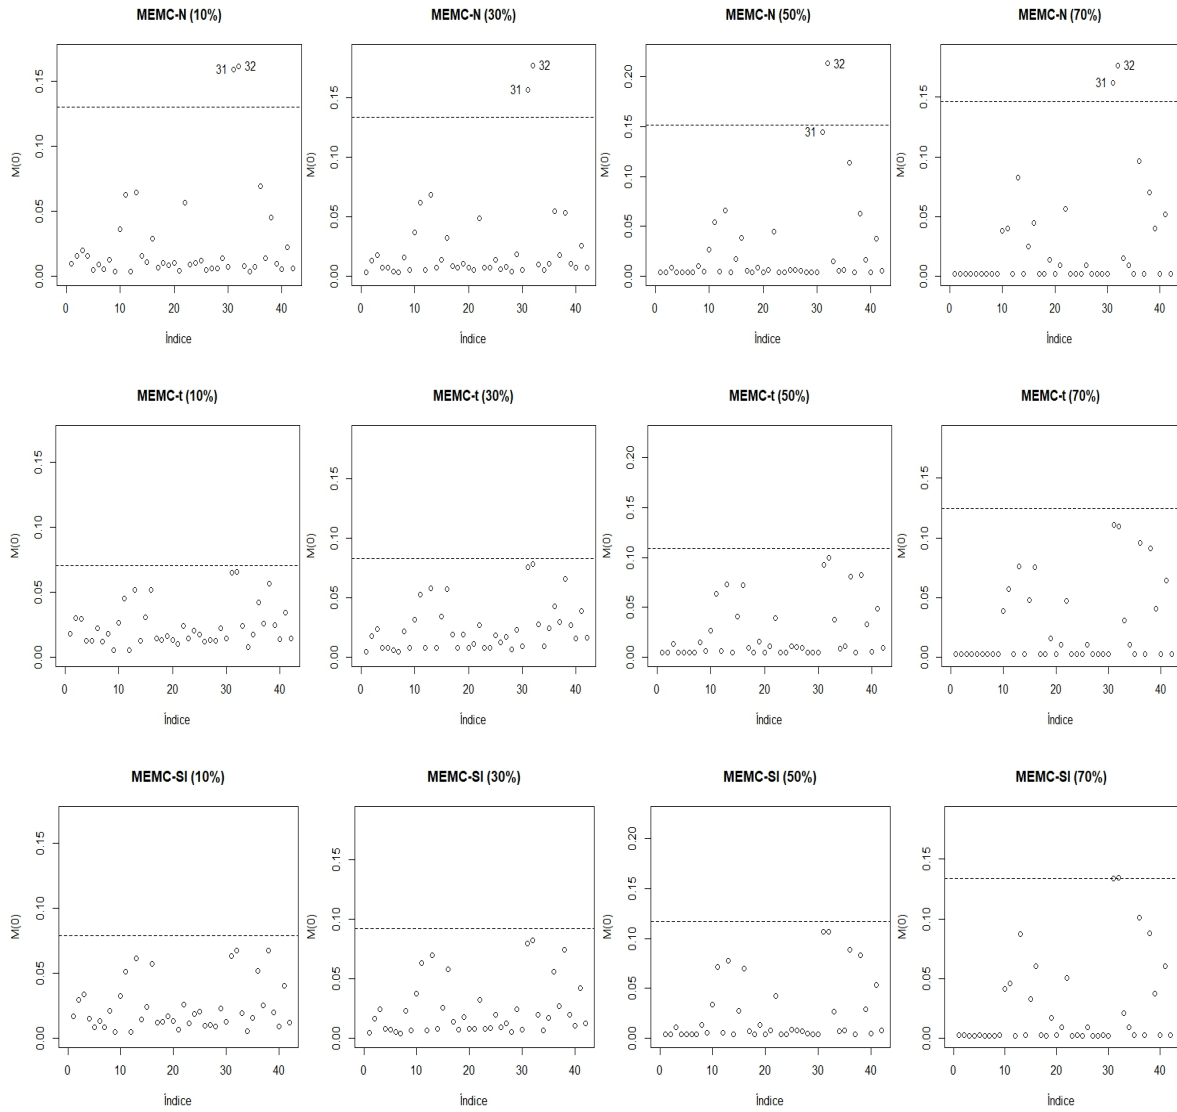 MEMC-N (10%)
MEMC-N (30%)
MEMC-N (50%)
MEMC-N (70%)
M(0)
0.00 0.05 0.10 0.15
31 32
0 10 20 30 40
Índice
M(0)
0.00 0.05 0.10 0.15
31 32
0 10 20 30 40
Índice
M(0)
0.00 0.05 0.10 0.15 0.20
31 32
0 10 20 30 40
Índice
M(0)
0.00 0.05 0.10 0.15
31 32
0 10 20 30 40
Índice
MEMC-t (10%)
MEMC-t (30%)
MEMC-t (50%)
MEMC-t (70%)
M(0)
0.00 0.05 0.10 0.15
0 10 20 30 40
Índice
M(0)
0.00 0.05 0.10 0.15
0 10 20 30 40
Índice
M(0)
0.00 0.05 0.10 0.15 0.20
0 10 20 30 40
Índice
M(0)
0.00 0.05 0.10 0.15
0 10 20 30 40
Índice
MEMC-Sl (10%)
MEMC-Sl (30%)
MEMC-Sl (50%)
MEMC-Sl (70%)
M(0)
0.00 0.05 0.10 0.15
0 10 20 30 40
Índice
M(0)
0.00 0.05 0.10 0.15
0 10 20 30 40
Índice
M(0)
0.00 0.05 0.10 0.15 0.20
0 10 20 30 40
Índice
M(0)
0.00 0.05 0.10 0.15
0 10 20 30 40
Índice